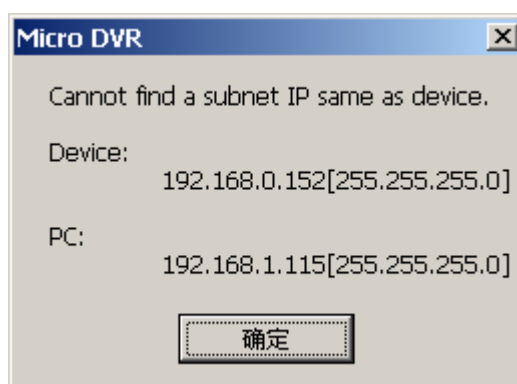 Micro DVR
Cannot find a subnet IP same as device.
Device:
192.168.0.152[255.255.255.0]
PC:
192.168.1.115[255.255.255.0]
确定